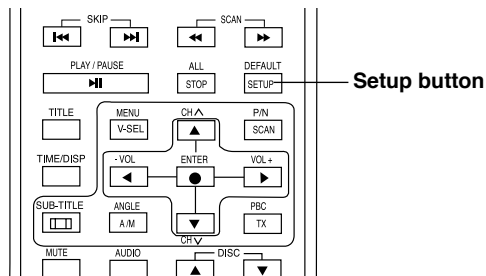 SKIP SCAN
PLAY / PAUSE ALL DEFAULT
STOP SETUP Setup button
TITLE MENU CH P/N
V-SEL SCAN
TIME/DISP - VOL ENTER VOL +
SUB-TITLE ANGLE PBC
A/M TX
CH
MUTE AUDIO DISC